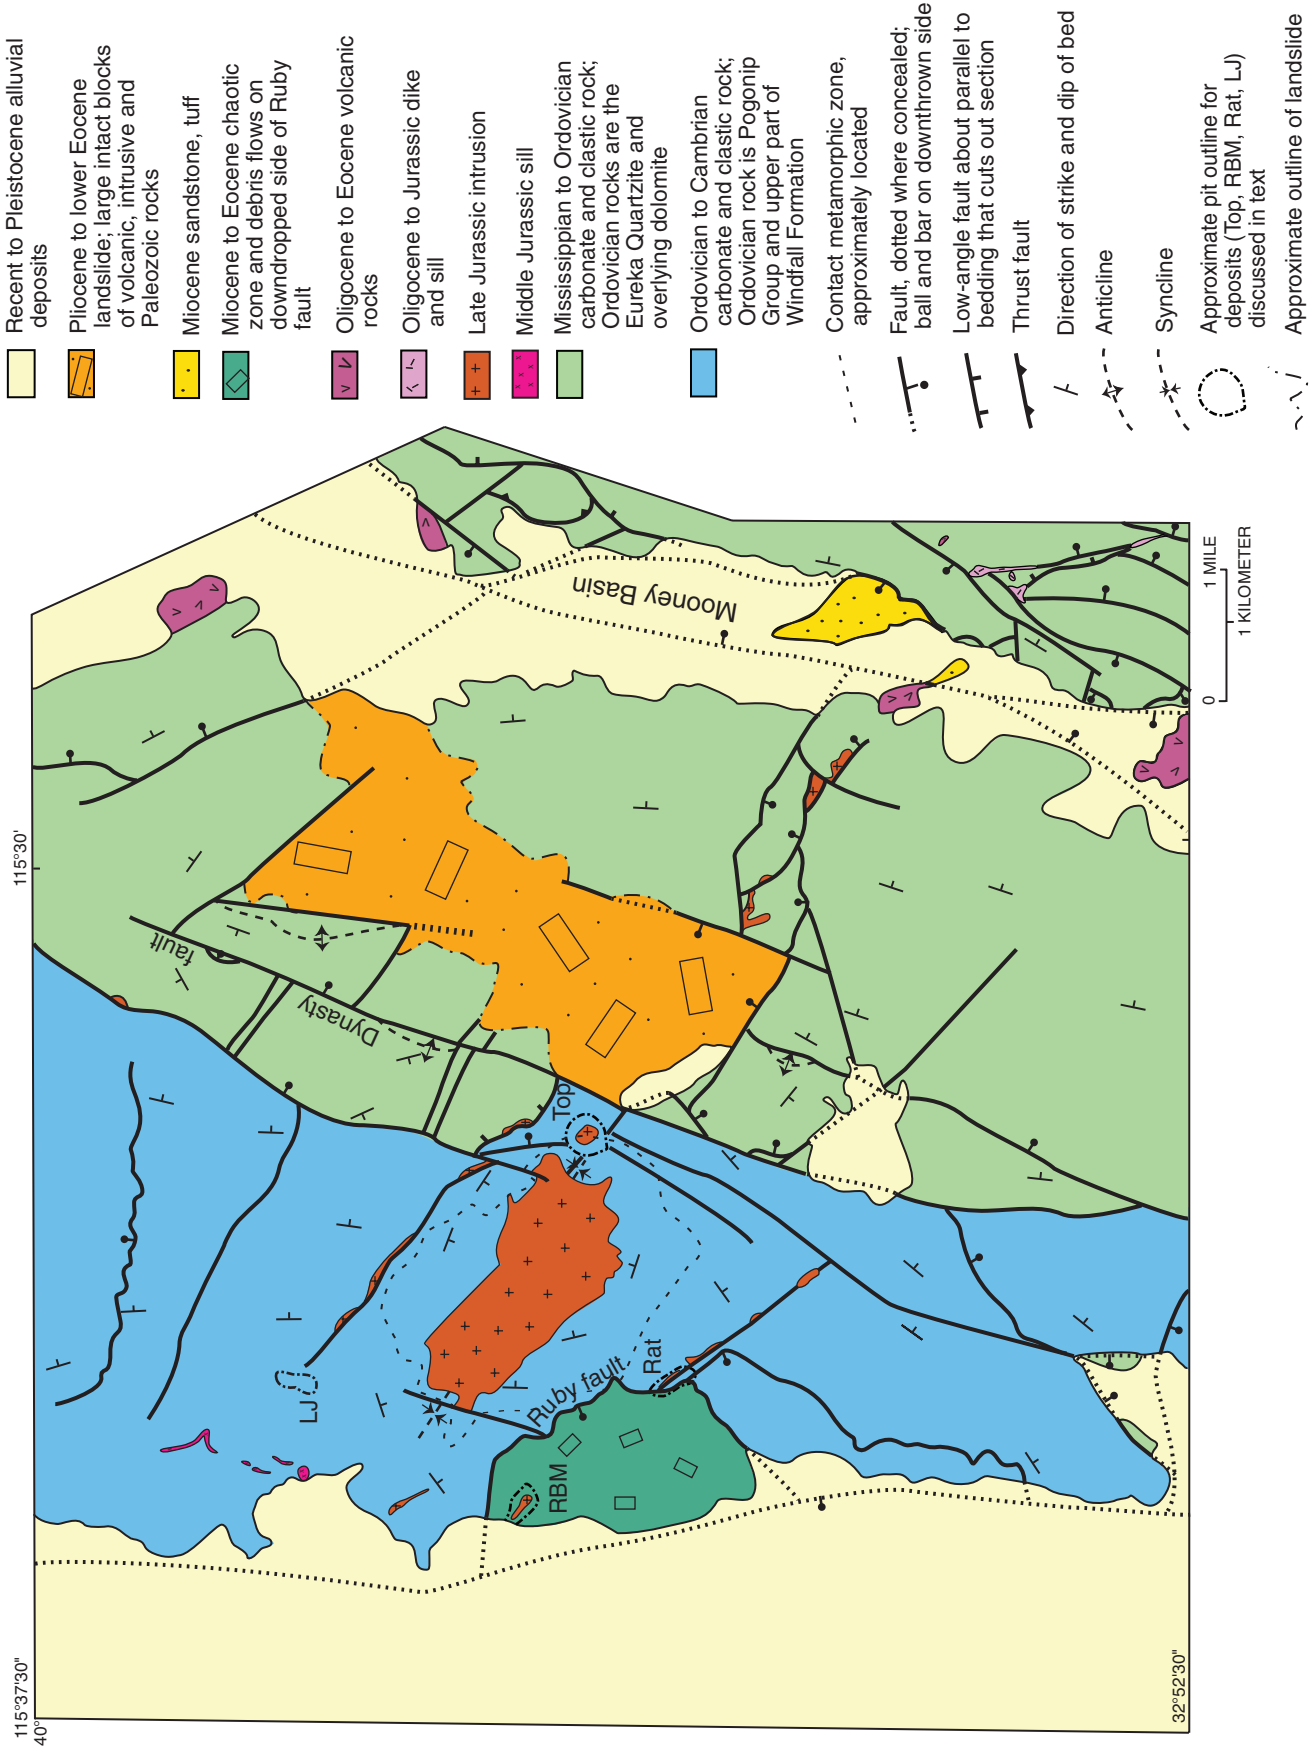 115°37'30"
40°
115°30'
32°52'30"
LJ
RBM
Ruby fault
Rat
Top
Dynasty
fault
Mooney Basin
0
1 MILE
1 KILOMETER
Recent to Pleistocene alluvial
deposits
Pliocene to lower Eocene
landslide; large intact blocks
of volcanic, intrusive and
Paleozoic rocks
Miocene sandstone, tuff
Miocene to Eocene chaotic
zone and debris flows on
downdropped side of Ruby
fault
Oligocene to Eocene volcanic
rocks
Oligocene to Jurassic dike
and sill
Late Jurassic intrusion
Middle Jurassic sill
Mississippian to Ordovician
carbonate and clastic rock;
Ordovician rocks are the
Eureka Quartzite and
overlying dolomite
Ordovician to Cambrian
carbonate and clastic rock;
Ordovician rock is Pogonip
Group and upper part of
Windfall Formation
Contact metamorphic zone,
approximately located
Fault, dotted where concealed;
ball and bar on downthrown side
Low-angle fault about parallel to
bedding that cuts out section
Thrust fault
Direction of strike and dip of bed
Anticline
Syncline
Approximate pit outline for
deposits (Top, RBM, Rat, LJ)
discussed in text
Approximate outline of landslide